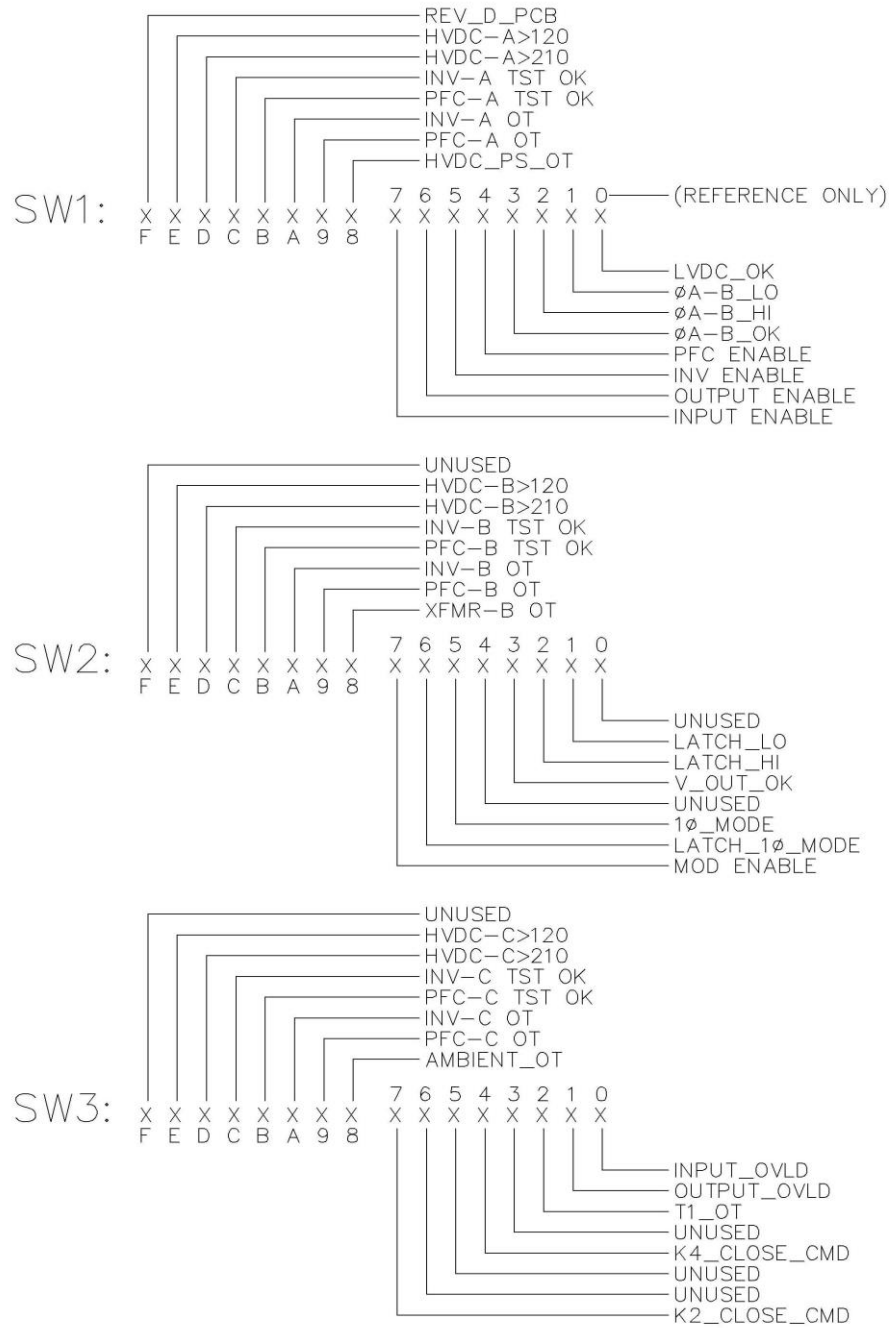 REV_D_PCB
HVDC-A>120
HVDC-A>210
INV-A TST OK
PFC-A TST OK
INV-A OT
PFC-A OT
HVDC_PS_OT
7 6 5 4 3 2 1 0 (REFERENCE ONLY)
SW1: X X X X X X X X X X X X X X X X
F E D C B A 9 8
LVDC_OK
øA-B_LO
øA-B_HI
øA-B_OK
PFC ENABLE
INV ENABLE
OUTPUT ENABLE
INPUT ENABLE
UNUSED
HVDC-B>120
HVDC-B>210
INV-B TST OK
PFC-B TST OK
INV-B OT
PFC-B OT
XFMR-B OT
7 6 5 4 3 2 1 0
SW2: X X X X X X X X X X X X X X X X
F E D C B A 9 8
UNUSED
LATCH_LO
LATCH_HI
V_OUT_OK
UNUSED
1ø_MODE
LATCH_1ø_MODE
MOD ENABLE
UNUSED
HVDC-C>120
HVDC-C>210
INV-C TST OK
PFC-C TST OK
INV-C OT
PFC-C OT
AMBIENT_OT
7 6 5 4 3 2 1 0
SW3: X X X X X X X X X X X X X X X X
F E D C B A 9 8
INPUT_OVLD
OUTPUT_OVLD
T1_OT
UNUSED
K4_CLOSE_CMD
UNUSED
UNUSED
K2_CLOSE_CMD